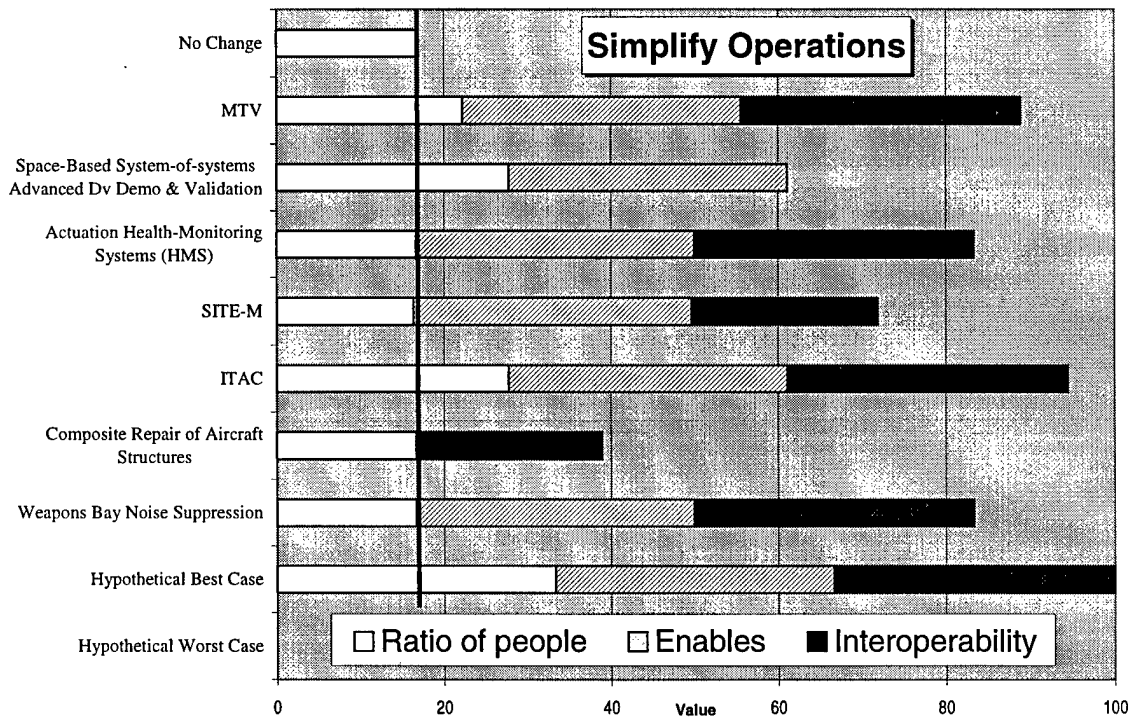 Simplify Operations
No Change
MTV
Space-Based System-of-systems
Advanced Dv Demo & Validation
Actuation Health-Monitoring
Systems (HMS)
SITE-M
ITAC
Composite Repair of Aircraft
Structures
Weapons Bay Noise Suppression
Hypothetical Best Case
Hypothetical Worst Case
Ratio of people Enables Interoperability
0 20 40 60 80 100
Value